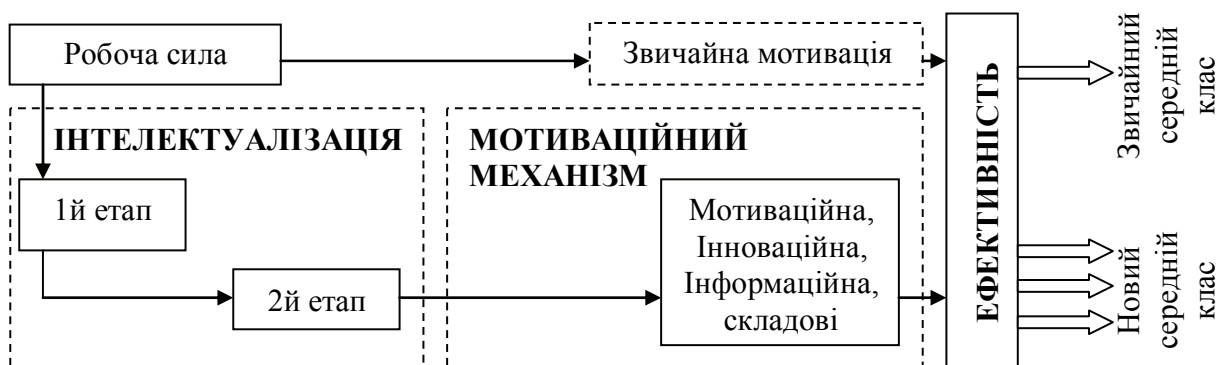 Робоча сила
Звичайна мотивація
ІНТЕЛЕКТУАЛІЗАЦІЯ
1й етап
2й етап
МОТИВАЦІЙНИЙ
МЕХАНІЗМ
Мотиваційна,
Інноваційна,
Інформаційна,
складові
ЕФЕКТИВНІСТЬ
Звичайний
середній
клас
Новий
середній
клас